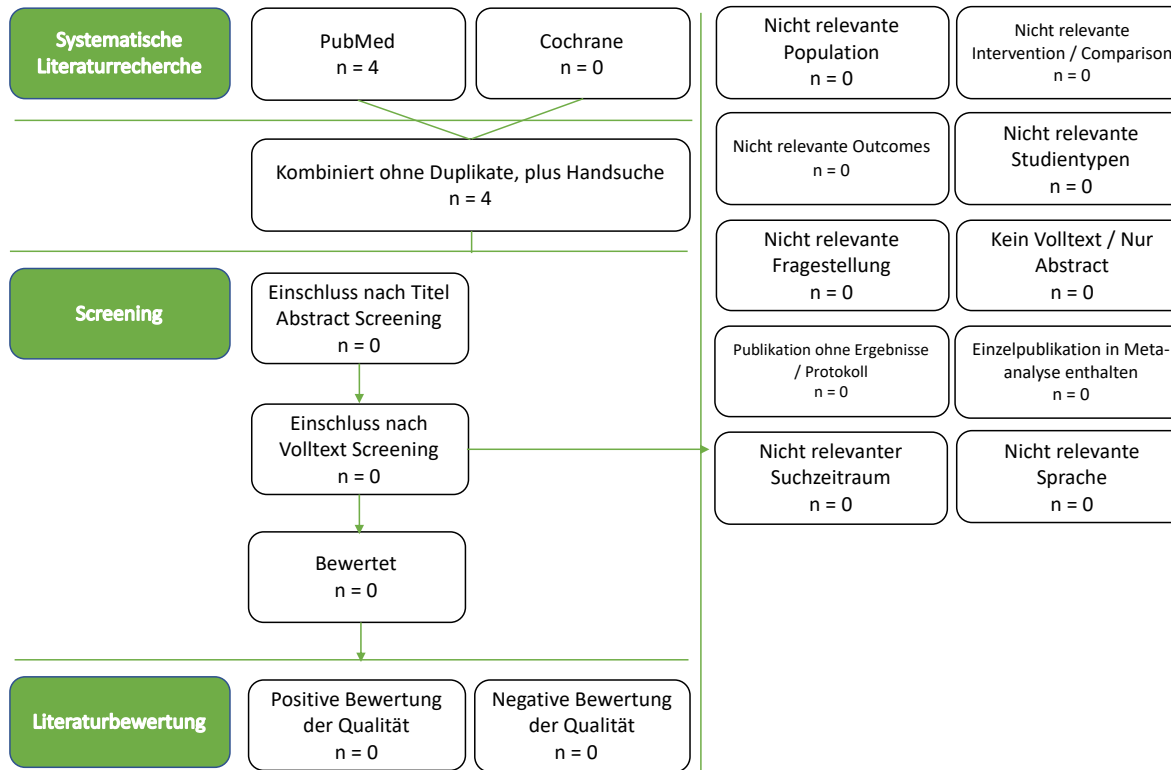 Systematische
Literaturrecherche
PubMed
n = 4
Cochrane
n = 0
Kombiniert ohne Duplikate, plus Handsuche
n = 4
Screening
Einschluss nach Titel
Abstract Screening
n = 0
Einschluss nach
Volltext Screening
n = 0
Bewertet
n = 0
Literaturbewertung
Positive Bewertung
der Qualität
n = 0
Negative Bewertung
der Qualität
n = 0
Nicht relevante
Population
n = 0
Nicht relevante
Intervention / Comparison
n = 0
Nicht relevante Outcomes
n = 0
Nicht relevante
Studientypen
n = 0
Nicht relevante
Fragestellung
n = 0
Kein Volltext / Nur
Abstract
n = 0
Publikation ohne Ergebnisse
/ Protokoll
n = 0
Einzelpublikation in Meta-
analyse enthalten
n = 0
Nicht relevanter
Suchzeitraum
n = 0
Nicht relevante
Sprache
n = 0